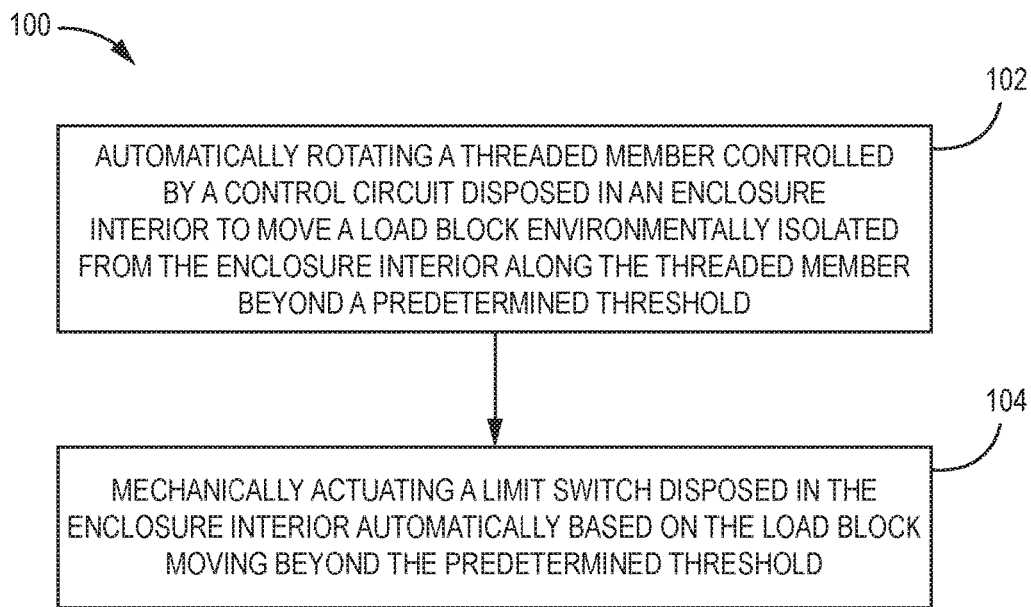 100
102
AUTOMATICALLY ROTATING A THREADED MEMBER CONTROLLED
BY A CONTROL CIRCUIT DISPOSED IN AN ENCLOSURE
INTERIOR TO MOVE A LOAD BLOCK ENVIRONMENTALLY ISOLATED
FROM THE ENCLOSURE INTERIOR ALONG THE THREADED MEMBER
BEYOND A PREDETERMINED THRESHOLD
104
MECHANICALLY ACTUATING A LIMIT SWITCH DISPOSED IN THE
ENCLOSURE INTERIOR AUTOMATICALLY BASED ON THE LOAD BLOCK
MOVING BEYOND THE PREDETERMINED THRESHOLD